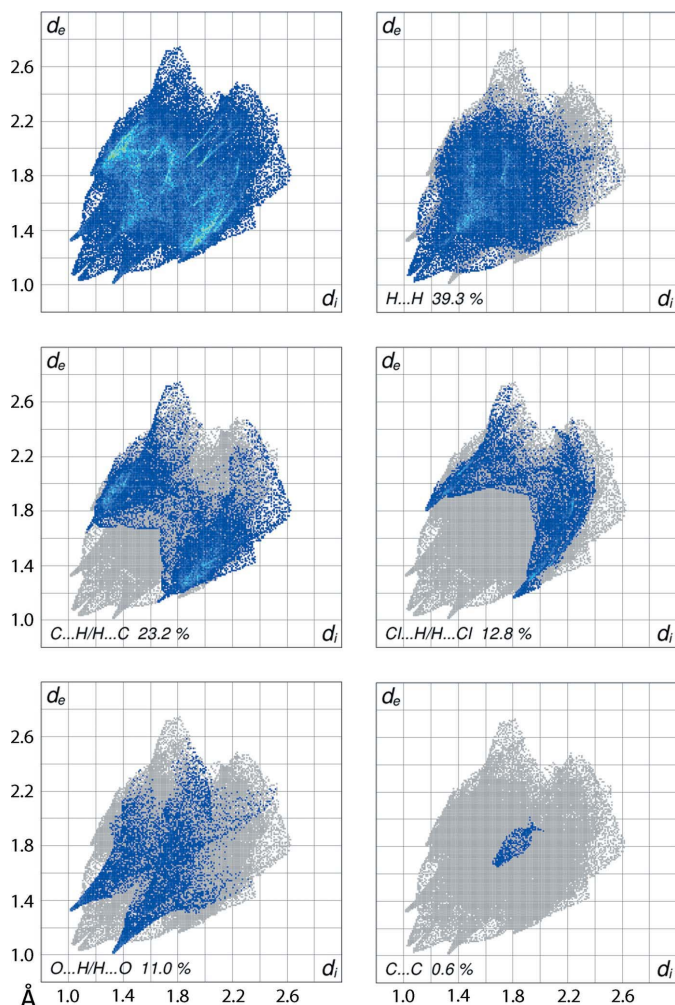 de
de
2.6
2.2
1.8
1.4
1.0
di
H...H 39.3 %
di
de
de
2.6
2.2
1.8
1.4
1.0
C...H/H...C 23.2 %
di
Cl...H/H...Cl 12.8 %
di
de
de
2.6
2.2
1.8
1.4
1.0
O...H/H...O 11.0 %
di
C...C 0.6 %
di
Å 1.0 1.4 1.8 2.2 2.6
1.0 1.4 1.8 2.2 2.6